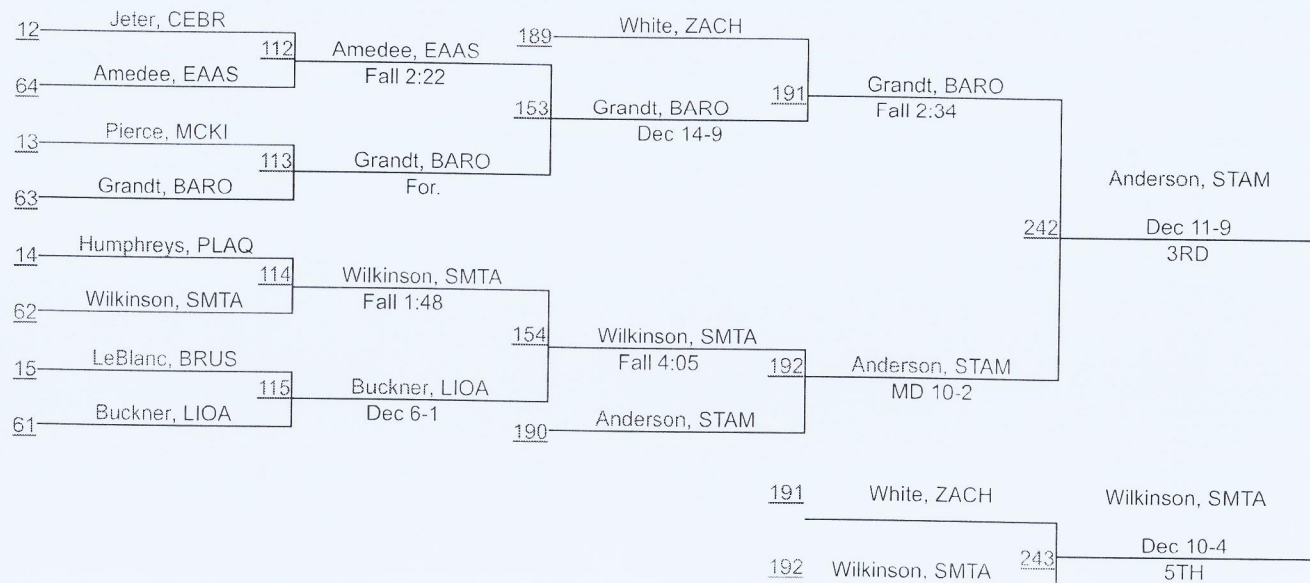 Jeter, CEBR
12
112
Amedee, EAAS
64
Amedee, EAAS
Fall 2:22
Pierce, MCKI
13
113
Grandt, BARO
63
Grandt, BARO
For.
153
Grandt, BARO
Dec 14-9
189
White, ZACH
191
Grandt, BARO
Fall 2:34
Humphreys, PLAQ
14
114
Wilkinson, SMTA
62
Wilkinson, SMTA
Fall 1:48
LeBlanc, BRUS
15
115
Buckner, LIOA
61
Buckner, LIOA
Dec 6-1
154
Wilkinson, SMTA
Fall 4:05
190
Anderson, STAM
192
Anderson, STAM
MD 10-2
242
Anderson, STAM
Dec 11-9
3RD
191
White, ZACH
192
Wilkinson, SMTA
243
Wilkinson, SMTA
Dec 10-4
5TH